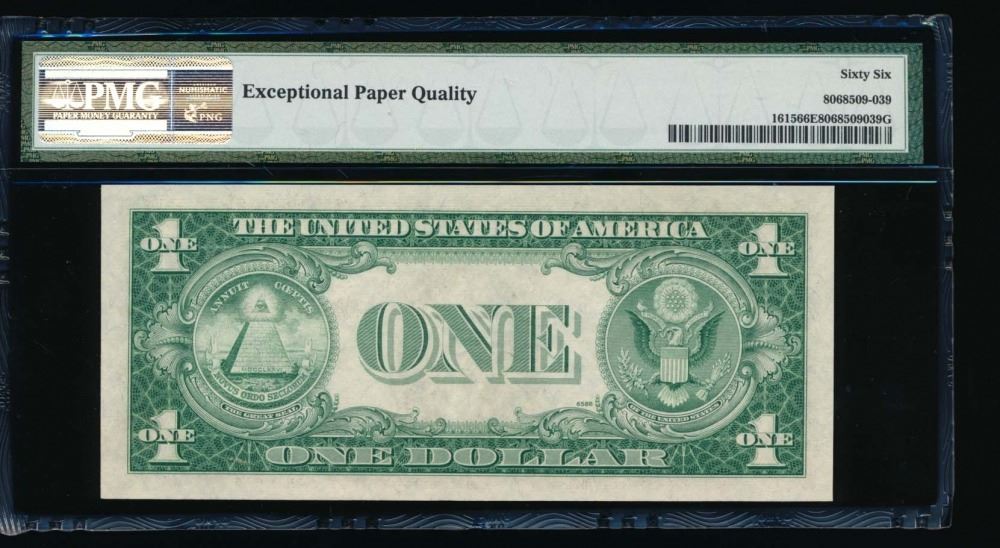 PMG
PAPER MONEY GUARANTY
NUMISMATIC
PNG
Exceptional Paper Quality
Sixty Six
8068509-039
161566E8068509039G
THE UNITED STATES OF AMERICA
1 ONE
1 ONE
ANNUIT CŒPTIS
ONE
MDCCLXXVI
NOVUS ORDO SECLORUM
THE GREAT SEAL
OF THE UNITED STATES
1 ONE
1 ONE
ONE DOLLAR